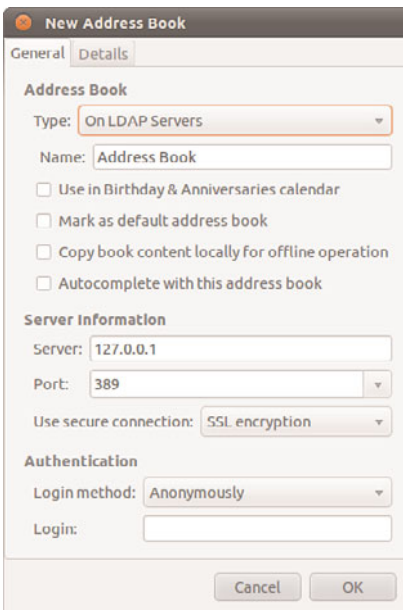 New Address Book
General Details
Address Book
Type: On LDAP Servers
Name: Address Book
Use in Birthday & Anniversaries calendar
Mark as default address book
Copy book content locally for offline operation
Autocomplete with this address book
Server Information
Server: 127.0.0.1
Port: 389
Use secure connection: SSL encryption
Authentication
Login method: Anonymously
Login:
Cancel OK